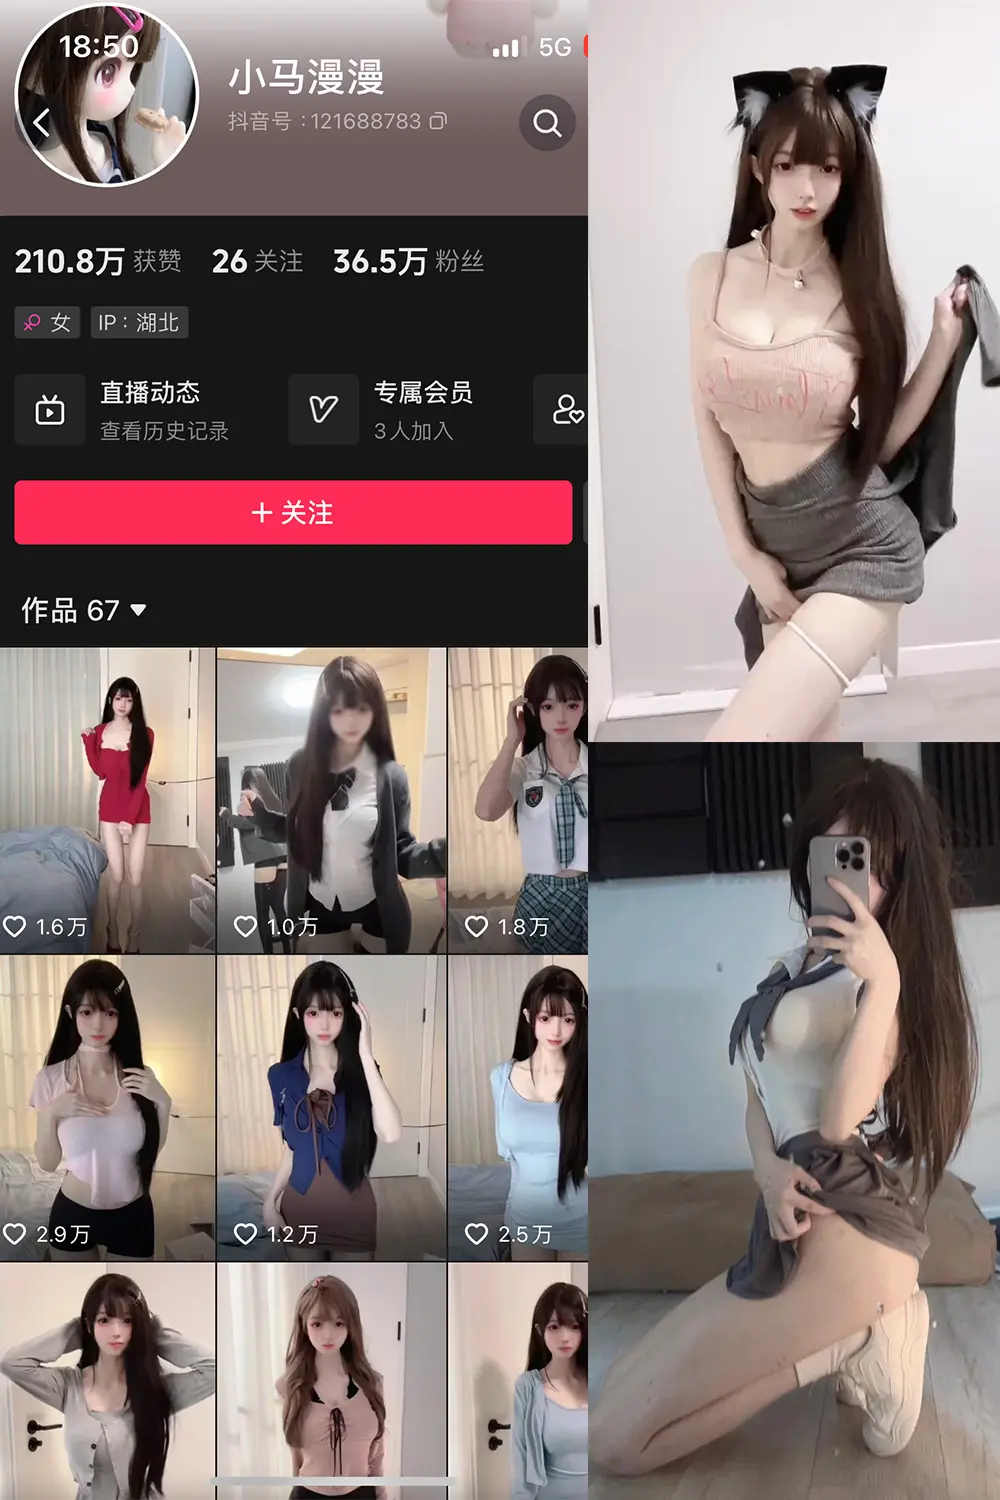 18:50
5G
小马漫漫
抖音号：121688783
210.8万 获赞 26 关注 36.5万 粉丝
女 IP：湖北
直播动态
查看历史记录
专属会员
3人加入
+ 关注
作品 67
1.6万
1.0万
1.8万
2.9万
1.2万
2.5万